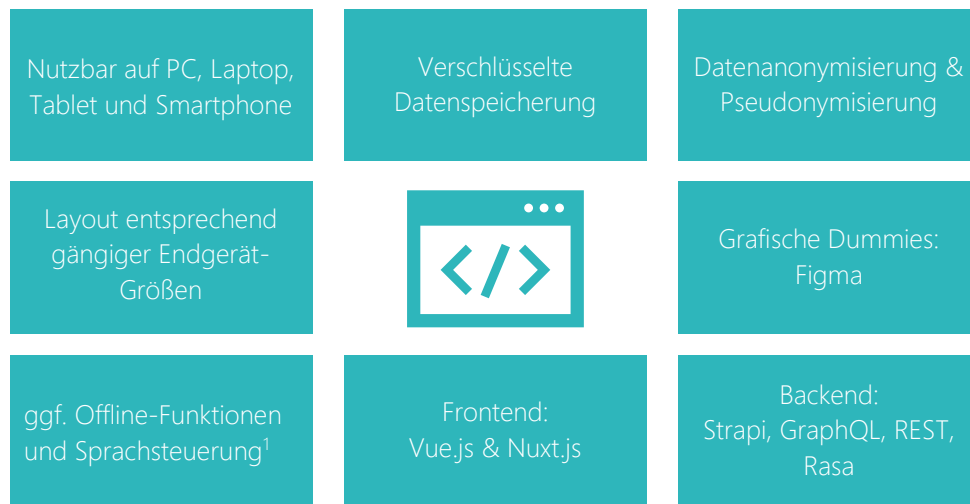 Nutzbar auf PC, Laptop,
Tablet und Smartphone
Verschlüsselte
Datenspeicherung
Datenanonymisierung &
Pseudonymisierung
Layout entsprechend
gängiger Endgerät-
Größen
</>
Grafische Dummies:
Figma
ggf. Offline-Funktionen
und Sprachsteuerung¹
Frontend:
Vue.js & Nuxt.js
Backend:
Strapi, GraphQL, REST,
Rasa